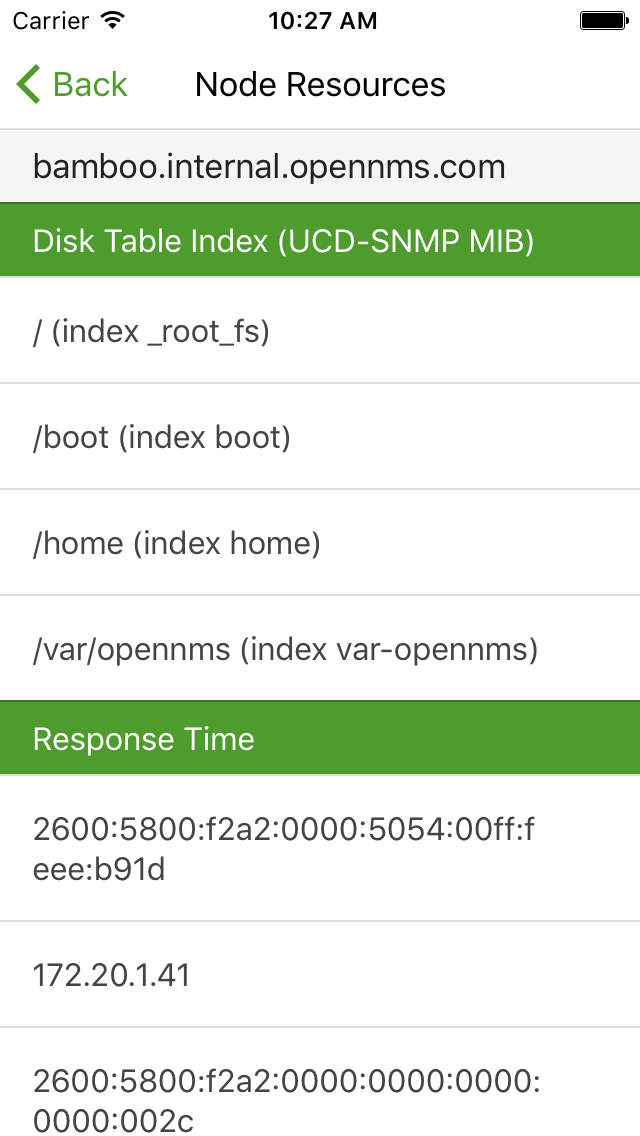 Carrier 10:27 AM
Back Node Resources
bamboo.internal.opennms.com
Disk Table Index (UCD-SNMP MIB)
/ (index _root_fs)
/boot (index boot)
/home (index home)
/var/opennms (index var-opennms)
Response Time
2600:5800:f2a2:0000:5054:00ff:f
eee:b91d
172.20.1.41
2600:5800:f2a2:0000:0000:0000:
0000:002c